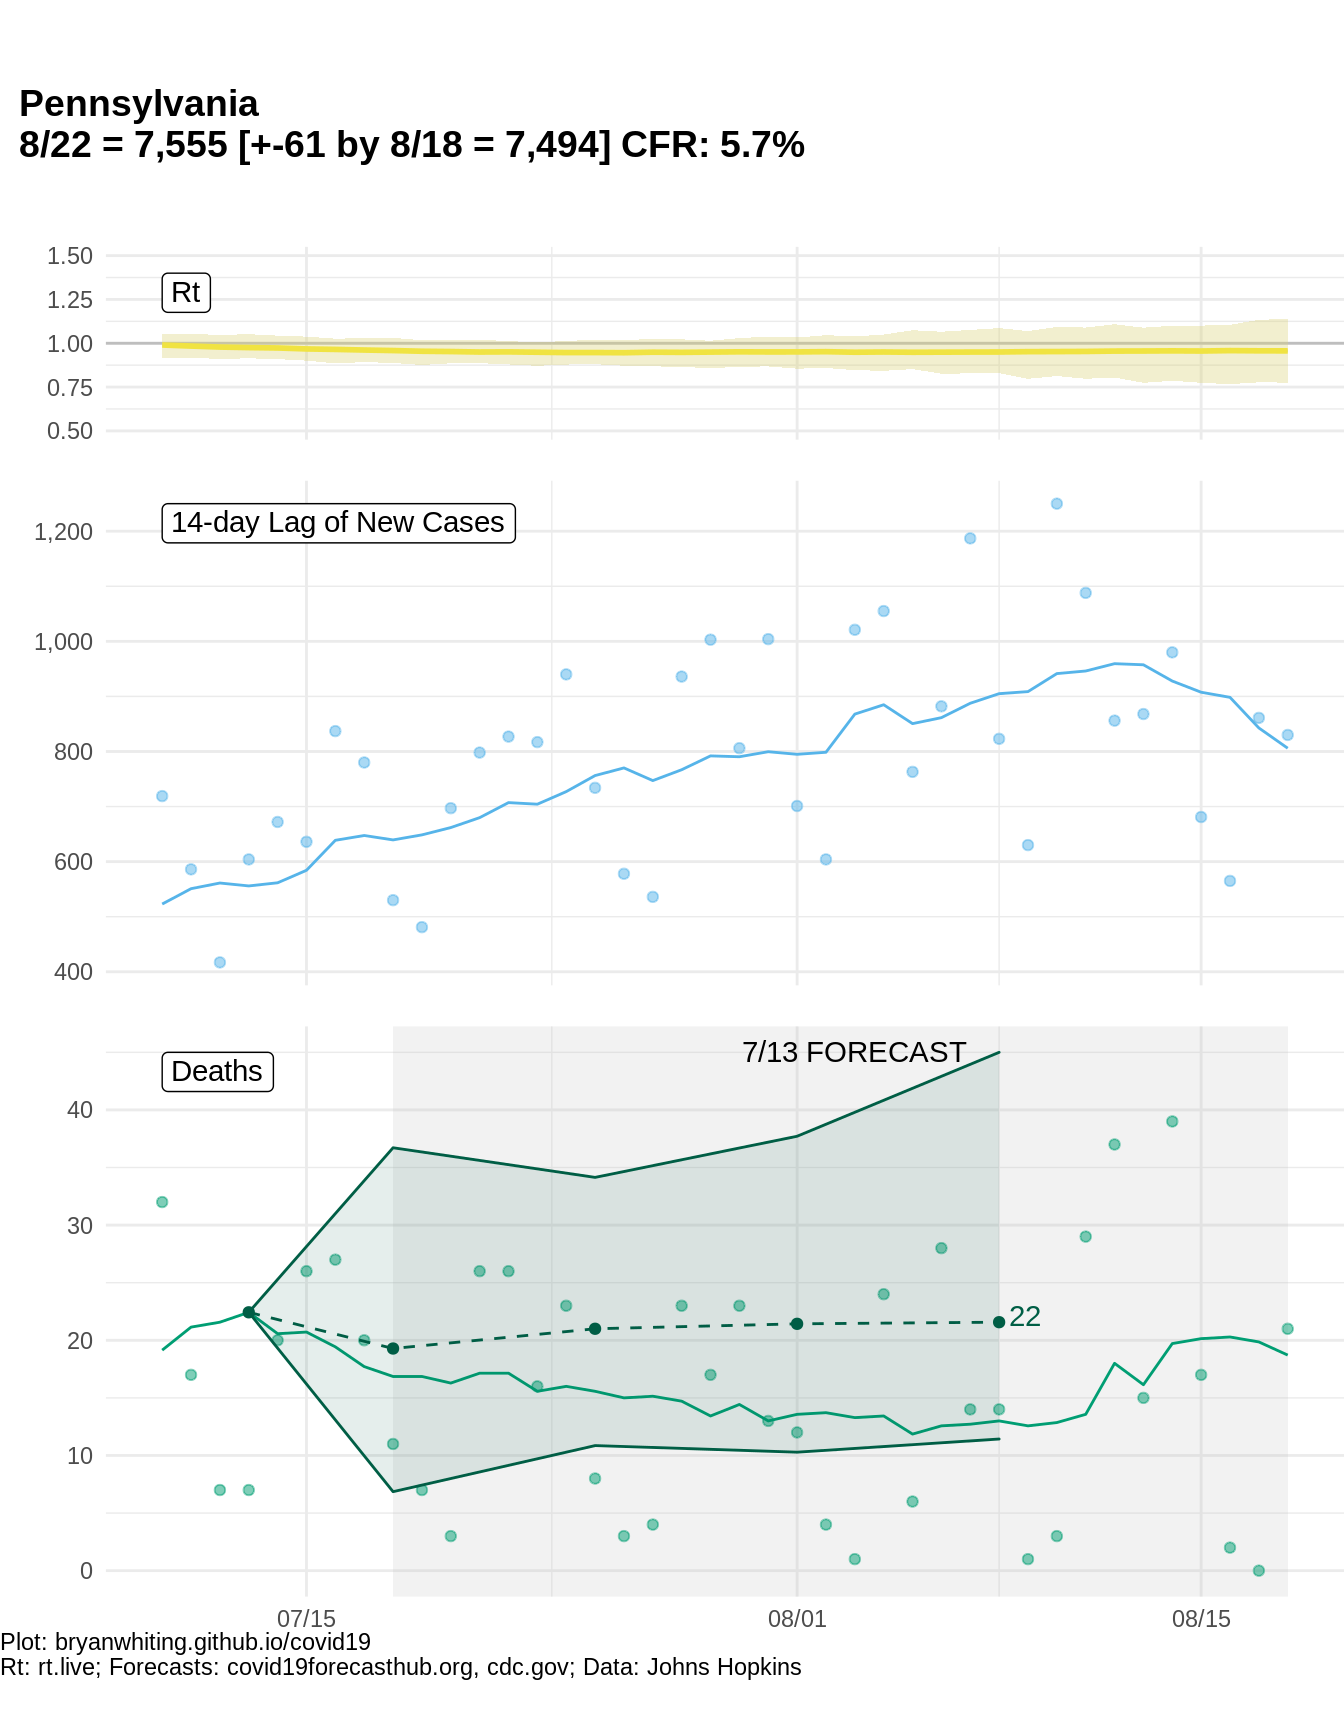 Pennsylvania
8/22 = 7,555 [+-61 by 8/18 = 7,494] CFR: 5.7%
1.50
Rt
1.25
1.00
0.75
0.50
14-day Lag of New Cases
1,200
1,000
800
600
400
7/13 FORECAST
Deaths
40
30
22
20
10
0
07/15 08/01 08/15
Plot: bryanwhiting.github.io/covid19
Rt: rt.live; Forecasts: covid19forecasthub.org, cdc.gov; Data: Johns Hopkins